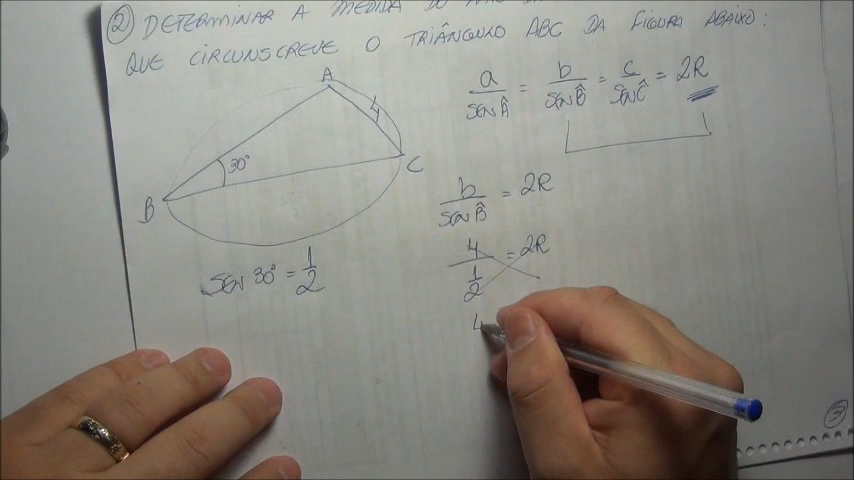 2 DETERMINAR A MEDIDA DO
QUE CIRCUNSCREVE O TRIÂNGULO ABC DA FIGURA ABAIXO:
A
4
30°
B
C
SEN 30° = 1/2
a/SEN Â = b/SEN B̂ = c/SEN Ĉ = 2R
b/SEN B̂ = 2R
4/(1/2) = 2R
4
3